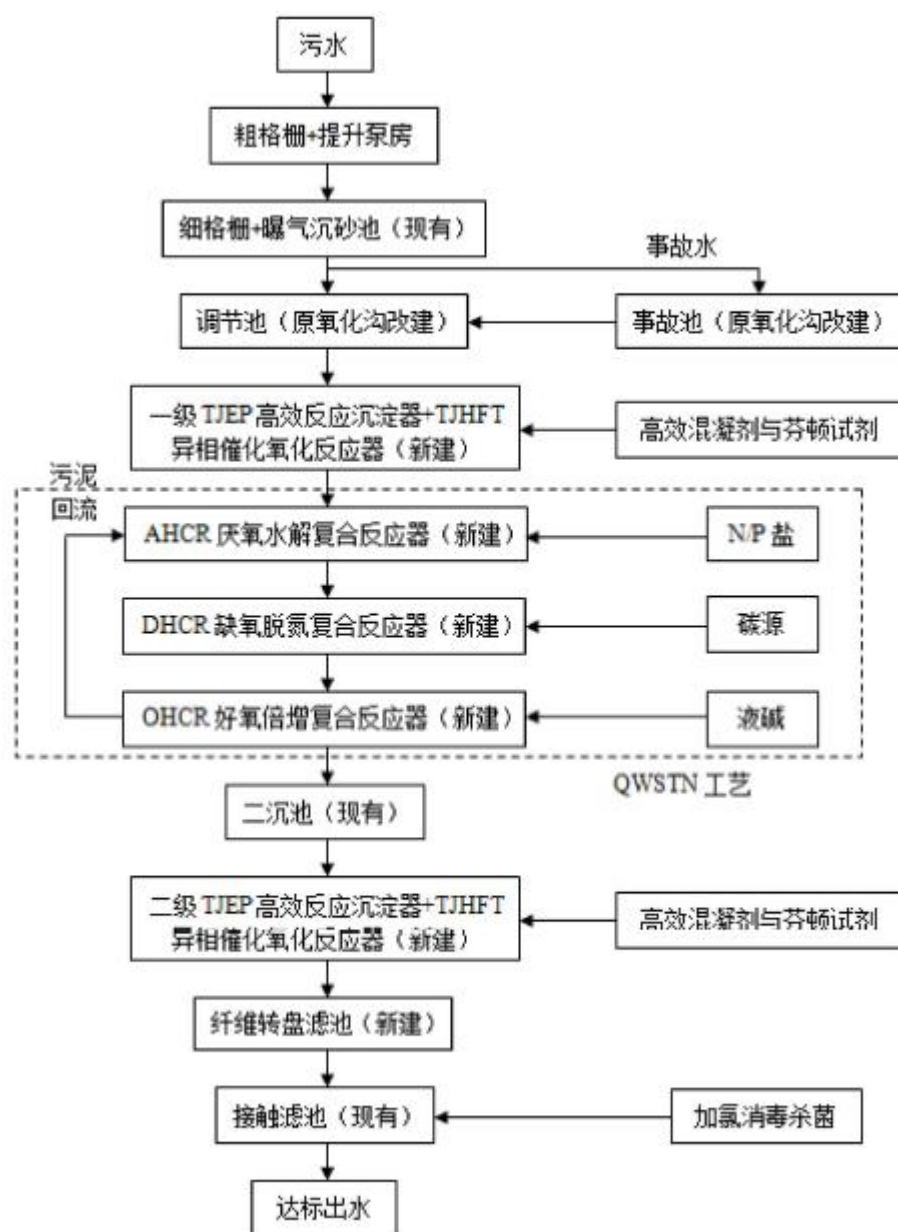 污水
粗格栅+提升泵房
细格栅+曝气沉砂池（现有）
事故水
调节池（原氧化沟改建）
事故池（原氧化沟改建）
一级TJEP高效反应沉淀器+TJHFT
异相催化氧化反应器（新建）
高效混凝剂与芬顿试剂
污泥
回流
AHCR 厌氧水解复合反应器（新建）
N/P 盐
DHCR 缺氧脱氮复合反应器（新建）
碳源
OHCR 好氧倍增复合反应器（新建）
液碱
QWSTN 工艺
二沉池（现有）
二级TJEP高效反应沉淀器+TJHFT
异相催化氧化反应器（新建）
高效混凝剂与芬顿试剂
纤维转盘滤池（新建）
接触滤池（现有）
加氯消毒杀菌
达标出水